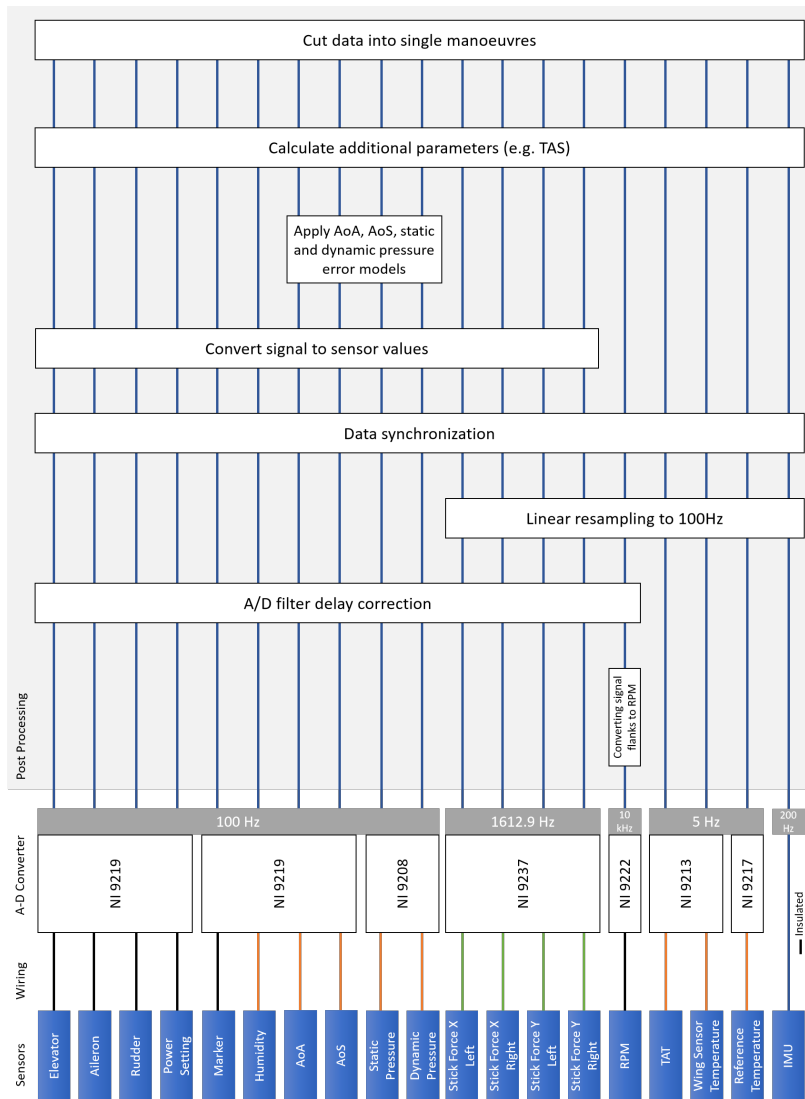 Cut data into single manoeuvres
Calculate additional parameters (e.g. TAS)
Apply AoA, AoS, static
and dynamic pressure
error models
Convert signal to sensor values
Data synchronization
Linear resampling to 100Hz
A/D filter delay correction
Converting signal
flanks to RPM
Post Processing
100 Hz
1612.9 Hz
10
kHz
5 Hz
200
Hz
A-D Converter
NI 9219
NI 9219
NI 9208
NI 9237
NI 9222
NI 9213
NI 9217
Insulated
Wiring
Sensors
Elevator
Aileron
Rudder
Power
Setting
Marker
Humidity
AoA
AoS
Static
Pressure
Dynamic
Pressure
Stick Force X
Left
Stick Force X
Right
Stick Force Y
Left
Stick Force Y
Right
RPM
TAT
Wing Sensor
Temperature
Reference
Temperature
IMU